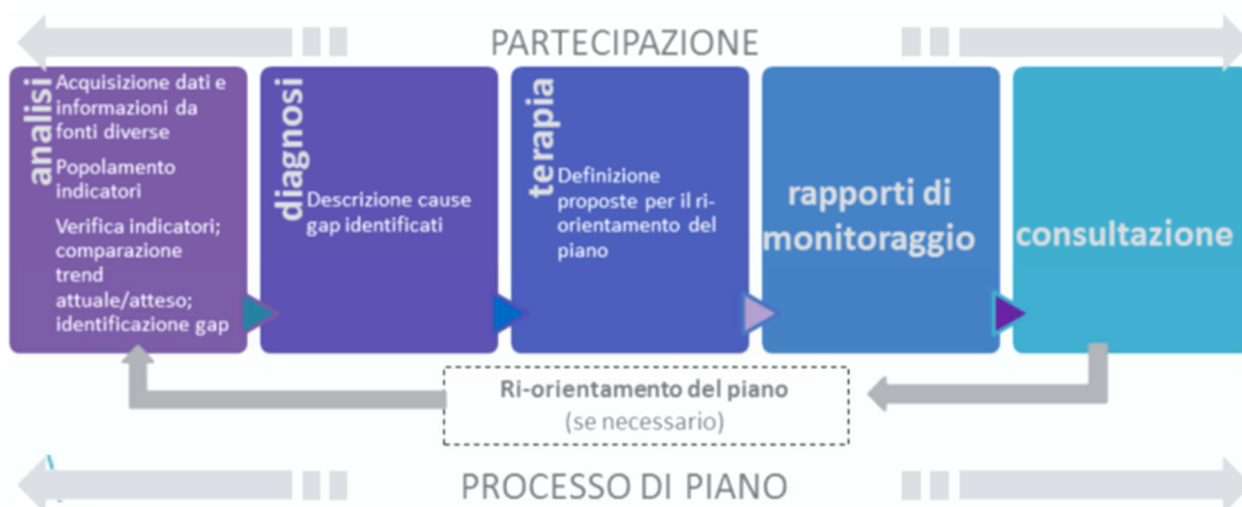 PARTECIPAZIONE
analisi
Acquisizione dati e
informazioni da
fonti diverse
Popolamento
indicatori
Verifica indicatori;
comparazione
trend
attuale/atteso;
identificazione gap
diagnosi
Descrizione cause
gap identificati
terapia
Definizione
proposte per il ri-
orientamento del
piano
rapporti di
monitoraggio
consultazione
Ri-orientamento del piano
(se necessario)
PROCESSO DI PIANO